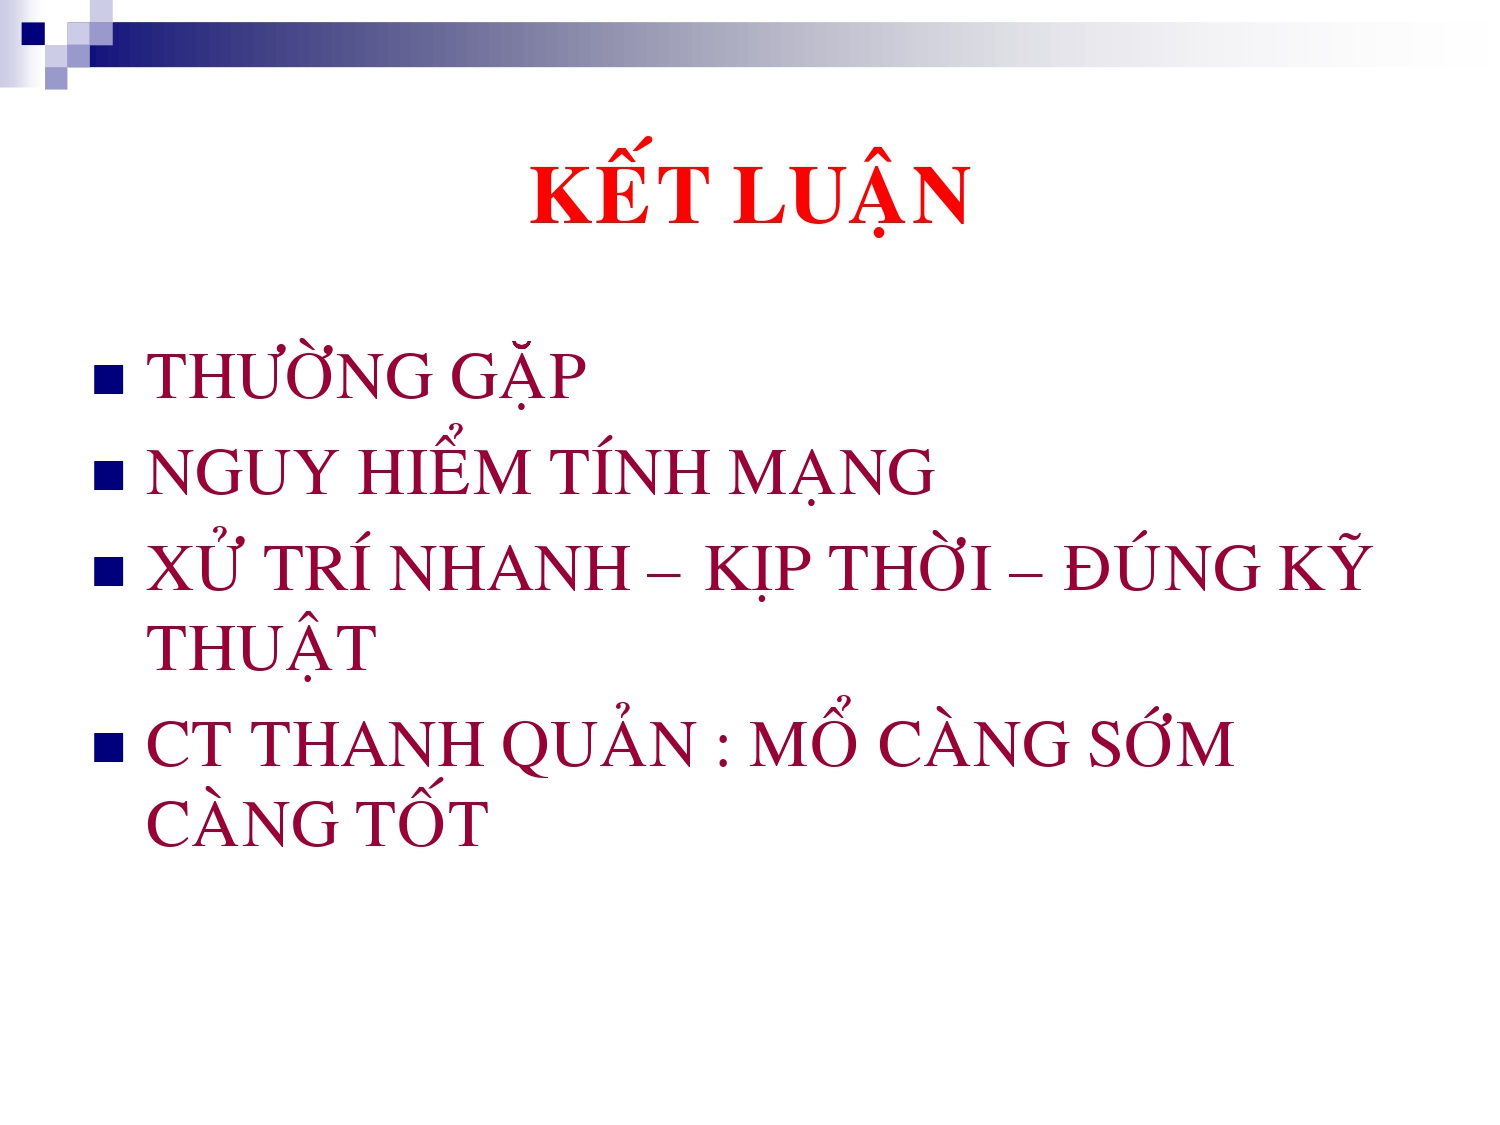 KẾT LUẬN
THƯỜNG GẶP
NGUY HIỂM TÍNH MẠNG
XỬ TRÍ NHANH – KỊP THỜI – ĐÚNG KỸ
THUẬT
CT THANH QUẢN : MỔ CÀNG SỚM
CÀNG TỐT